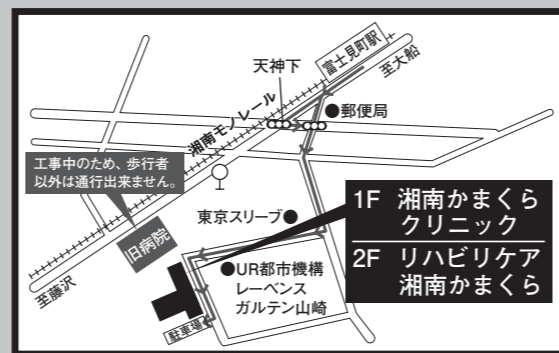 富士見町駅
至大船
天神下
郵便局
湘南モノレール
工事中のため、歩行者
以外は通行出来ません。
旧病院
至藤沢
東京スリーブ
1F 湘南かまくら
クリニック
2F リハビリケア
湘南かまくら
UR都市機構
レーベンス
ガルテン山崎
駐車場